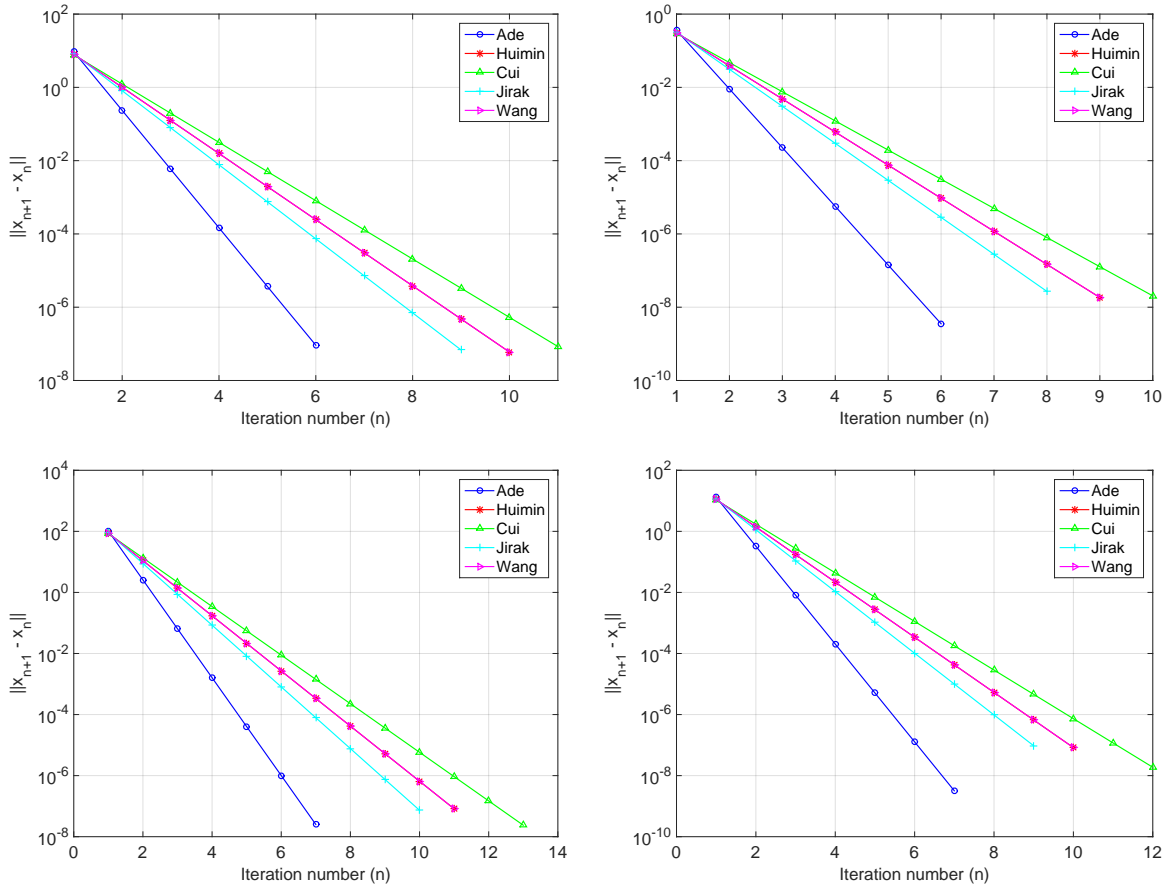 10^2
10^0
10^-2
10^-4
10^-6
10^-8
||x_{n+1} - x_n||
2 4 6 8 10
Iteration number (n)
Ade
Huimin
Cui
Jirak
Wang
10^0
10^-2
10^-4
10^-6
10^-8
10^-10
||x_{n+1} - x_n||
1 2 3 4 5 6 7 8 9 10
Iteration number (n)
Ade
Huimin
Cui
Jirak
Wang
10^4
10^2
10^0
10^-2
10^-4
10^-6
10^-8
||x_{n+1} - x_n||
0 2 4 6 8 10 12 14
Iteration number (n)
Ade
Huimin
Cui
Jirak
Wang
10^2
10^0
10^-2
10^-4
10^-6
10^-8
10^-10
||x_{n+1} - x_n||
0 2 4 6 8 10 12
Iteration number (n)
Ade
Huimin
Cui
Jirak
Wang